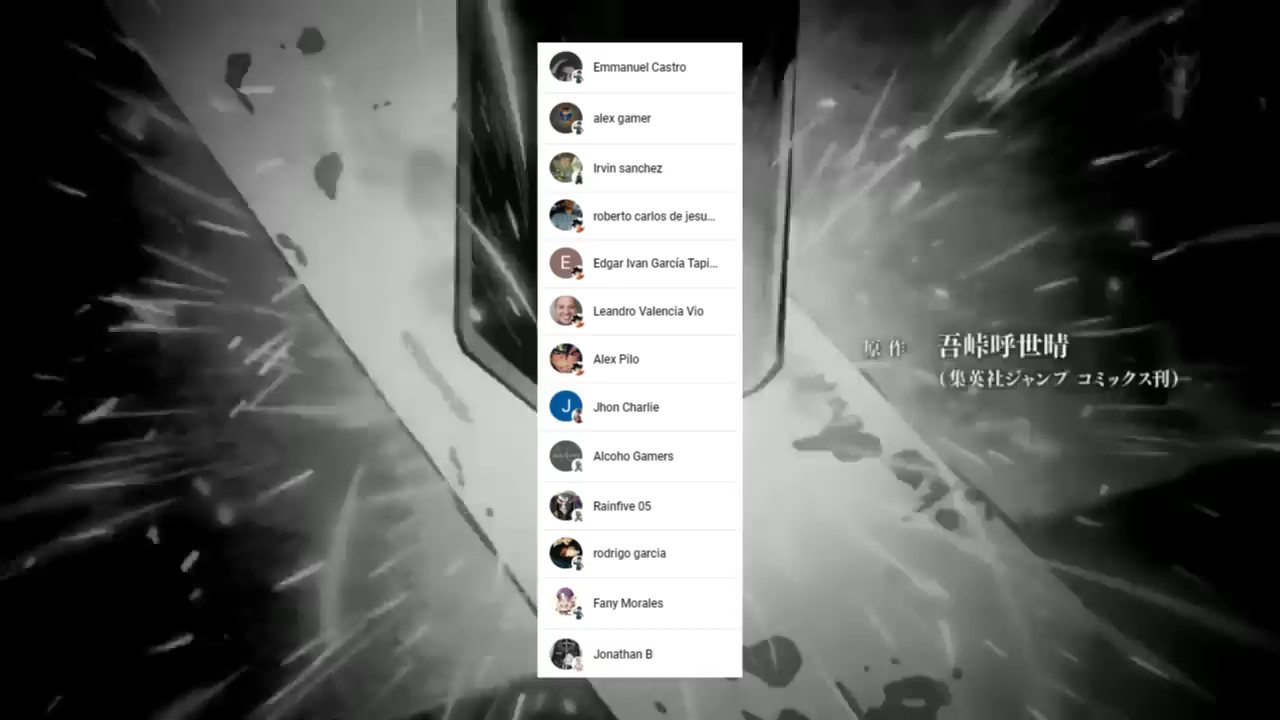 Emmanuel Castro
alex gamer
Irvin sanchez
roberto carlos de jesu...
E
Edgar Ivan García Tapi...
Leandro Valencia Vio
Alex Pilo
J
Jhon Charlie
Alcoho Gamers
Rainfive 05
rodrigo garcia
Fany Morales
Jonathan B
原作 吾峠呼世晴
(集英社ジャンプ コミックス刊)